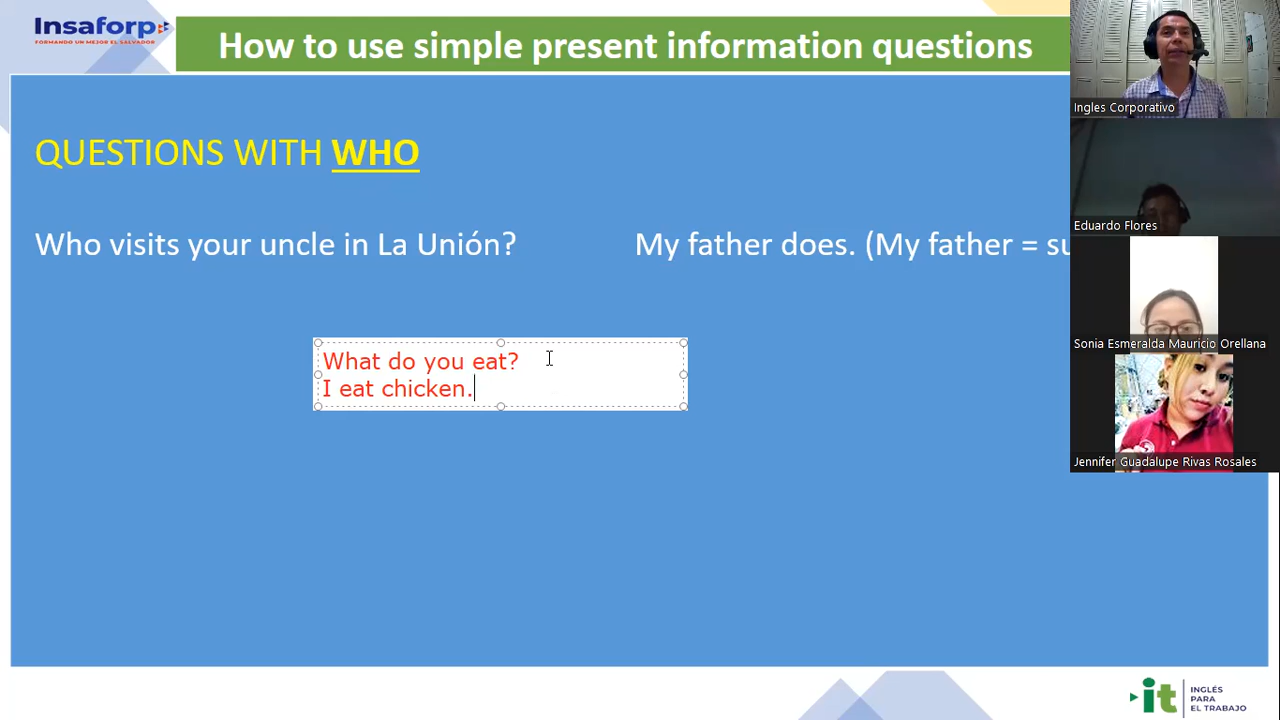 Insaforp
FORMANDO UN MEJOR EL SALVADOR
How to use simple present information questions
QUESTIONS WITH WHO
Who visits your uncle in La Unión?
My father does. (My father = su
What do you eat?
I eat chicken.
Ingles Corporativo
Eduardo Flores
Sonia Esmeralda Mauricio Orellana
Jennifer Guadalupe Rivas Rosales
it
INGLÉS
PARA
EL TRABAJO